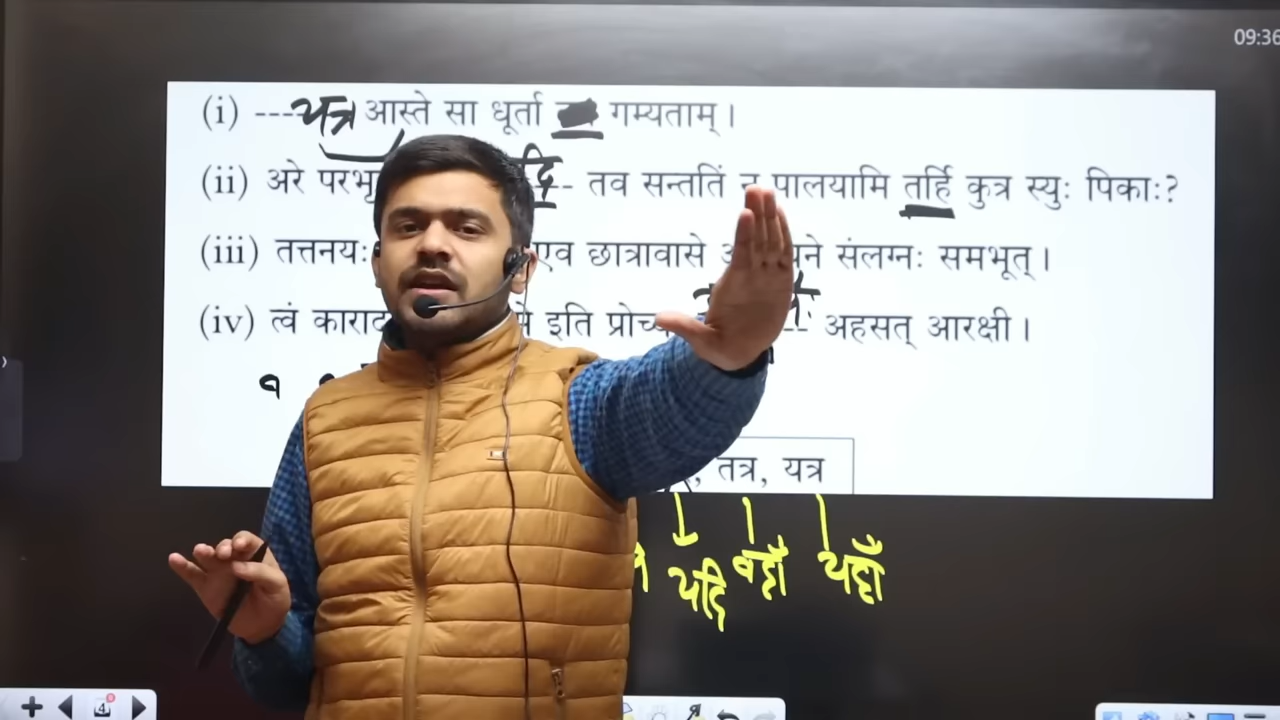 09:36
(i) ---यत्र आस्ते सा धूर्ता गम्यताम्।
(ii) अरे परभृ दि -- तव सन्ततिं न पालयामि तर्हि कुत्र स्युः पिकाः?
(iii) तत्तनयः एव छात्रावासे ने संलग्नः समभूत्।
(iv) त्वं काराद से इति प्रोच्य -- अहसत् आरक्षी।
, तत्र, यत्र
यदि वहाँ यहाँ
4